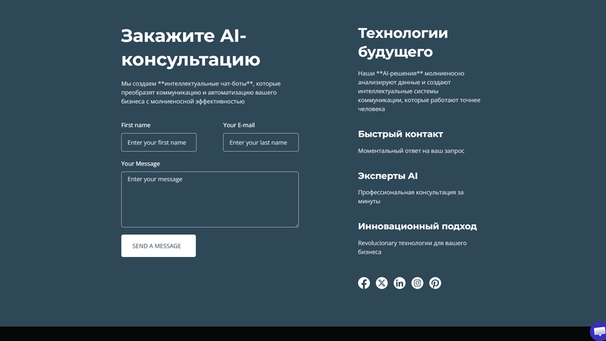 Закажите AI-
консультацию
Мы создаем **интеллектуальные чат-боты**, которые
преобразят коммуникацию и автоматизацию вашего
бизнеса с молниеносной эффективностью
First name
Your E-mail
Enter your first name
Enter your last name
Your Message
Enter your message
SEND A MESSAGE
Технологии
будущего
Наши **AI-решения** молниеносно
анализируют данные и создают
интеллектуальные системы
коммуникации, которые работают точнее
человека
Быстрый контакт
Моментальный ответ на ваш запрос
Эксперты AI
Профессиональная консультация за
минуты
Инновационный подход
Revolutionary технологии для вашего
бизнеса